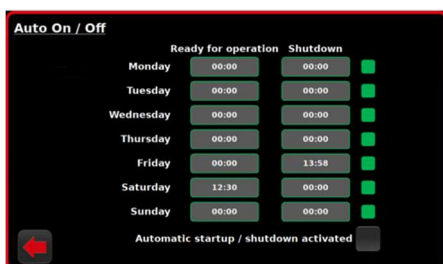 Auto On / Off
Ready for operation Shutdown
Monday 00:00 00:00
Tuesday 00:00 00:00
Wednesday 00:00 00:00
Thursday 00:00 00:00
Friday 00:00 13:58
Saturday 12:30 00:00
Sunday 00:00 00:00
Automatic startup / shutdown activated